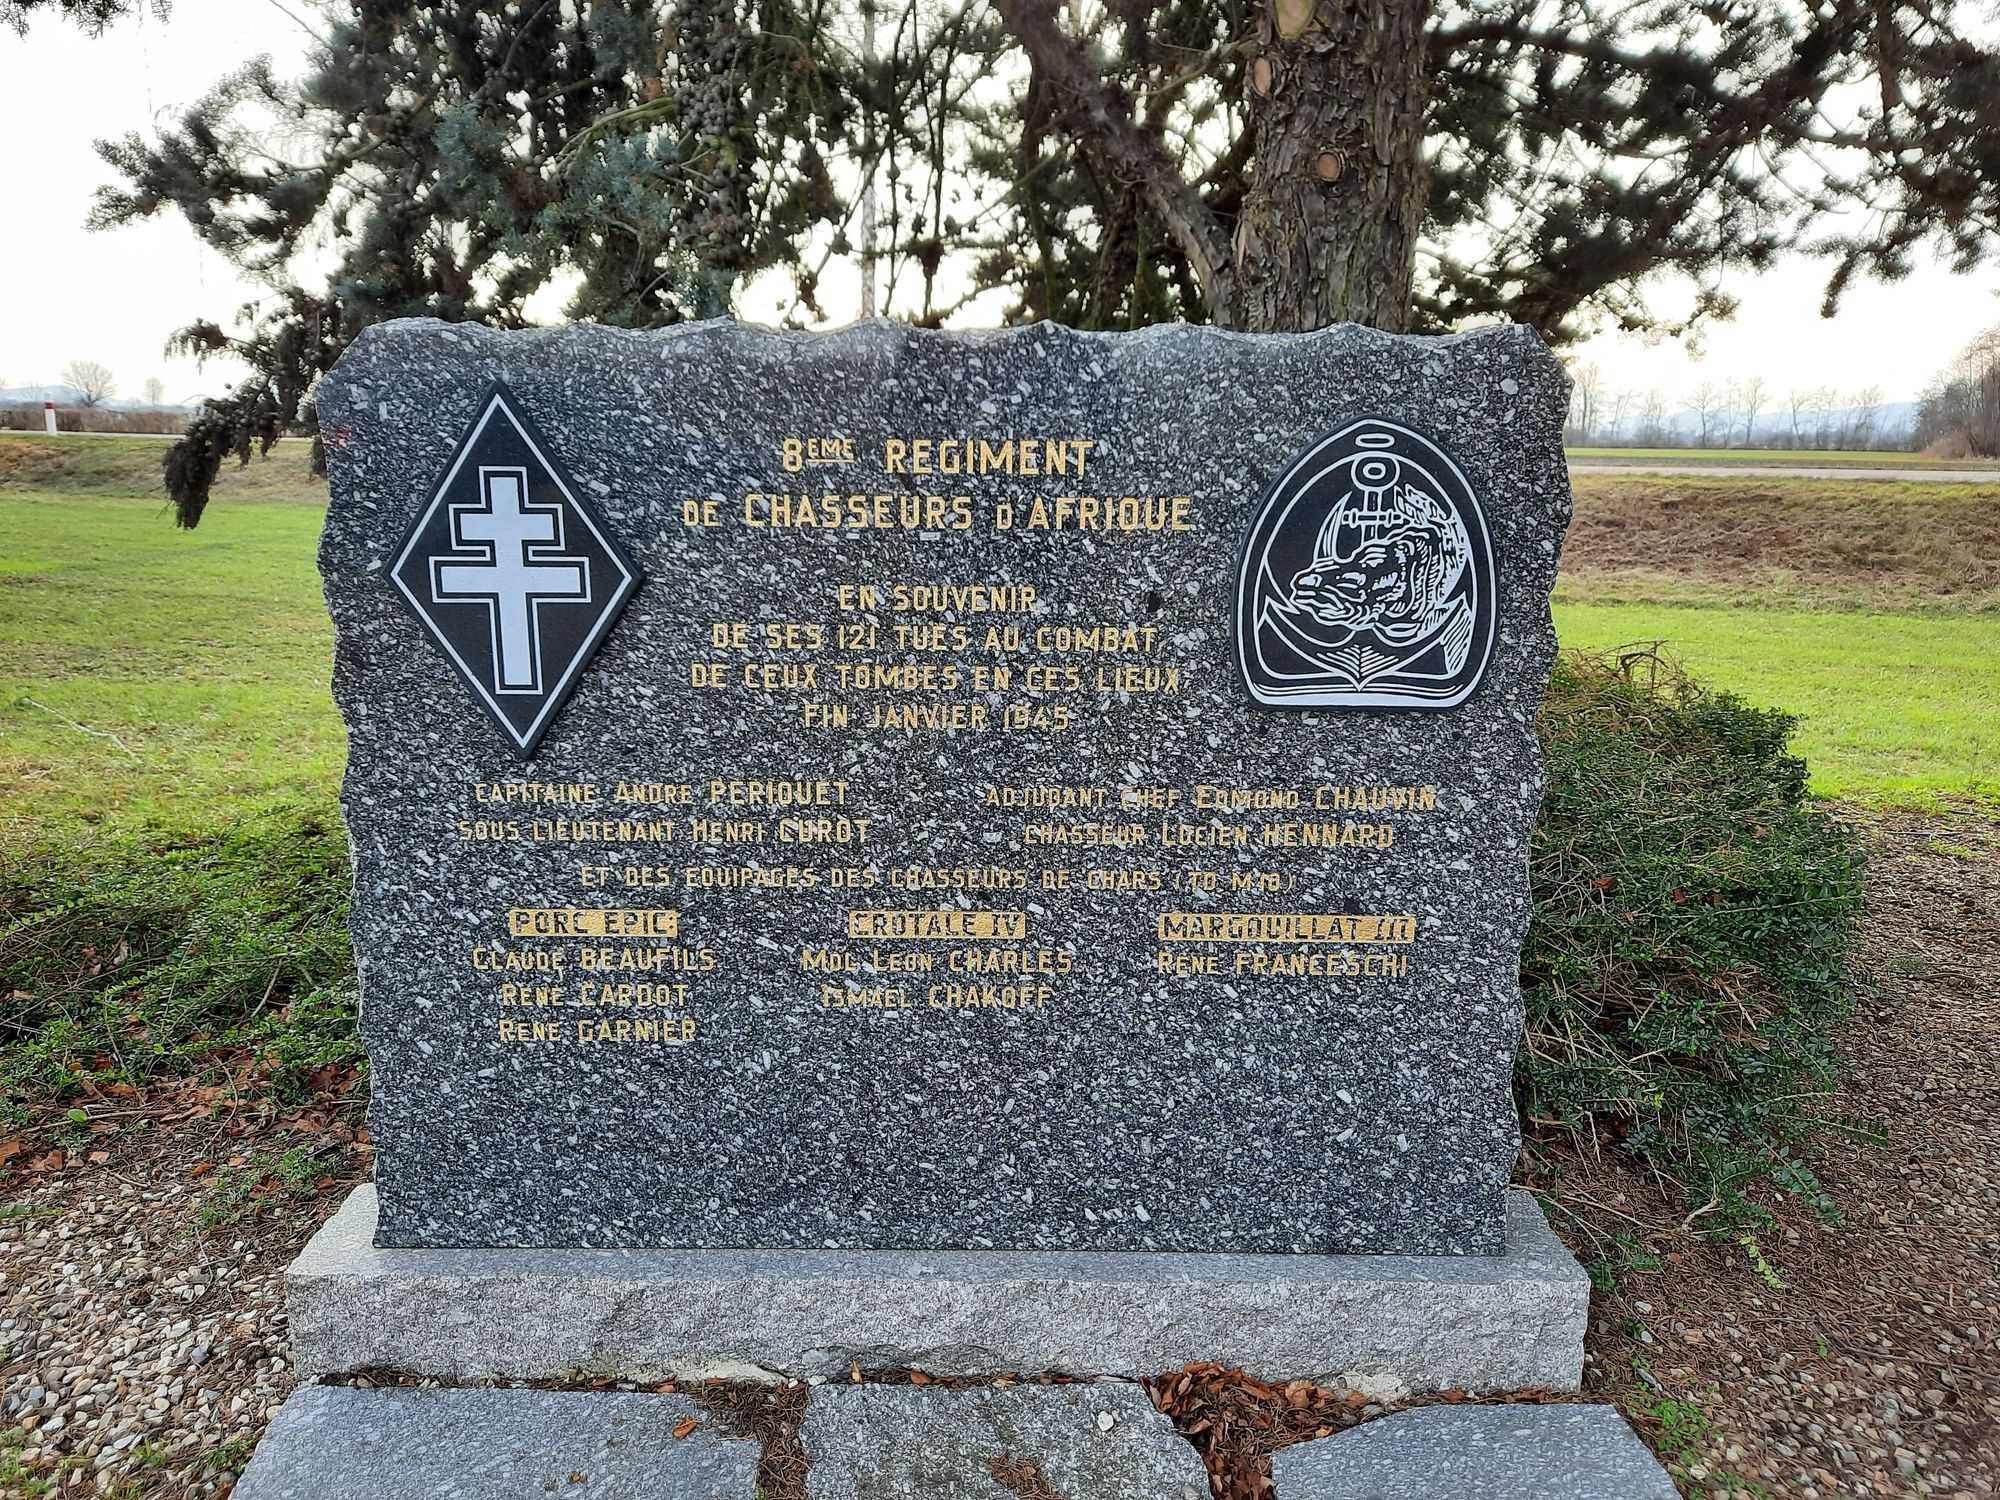 8EME REGIMENT
DE CHASSEURS D'AFRIQUE
EN SOUVENIR
DE SES 121 TUES AU COMBAT
DE CEUX TOMBES EN CES LIEUX
FIN JANVIER 1945
CAPITAINE ANDRE PERIQUET
SOUS LIEUTENANT HENRI CUROT
ADJUDANT CHEF EDMOND CHAUVIN
CHASSEUR LUCIEN HENNARD
ET DES EQUIPAGES DES CHASSEURS DE CHARS (TD M10)
PORC EPIC
CLAUDE BEAUFILS
RENE CARDOT
RENE GARNIER
CROTALE IV
MDL LEON CHARLES
ISMAEL CHAKOFF
MARGOUILLAT III
RENE FRANCESCHI